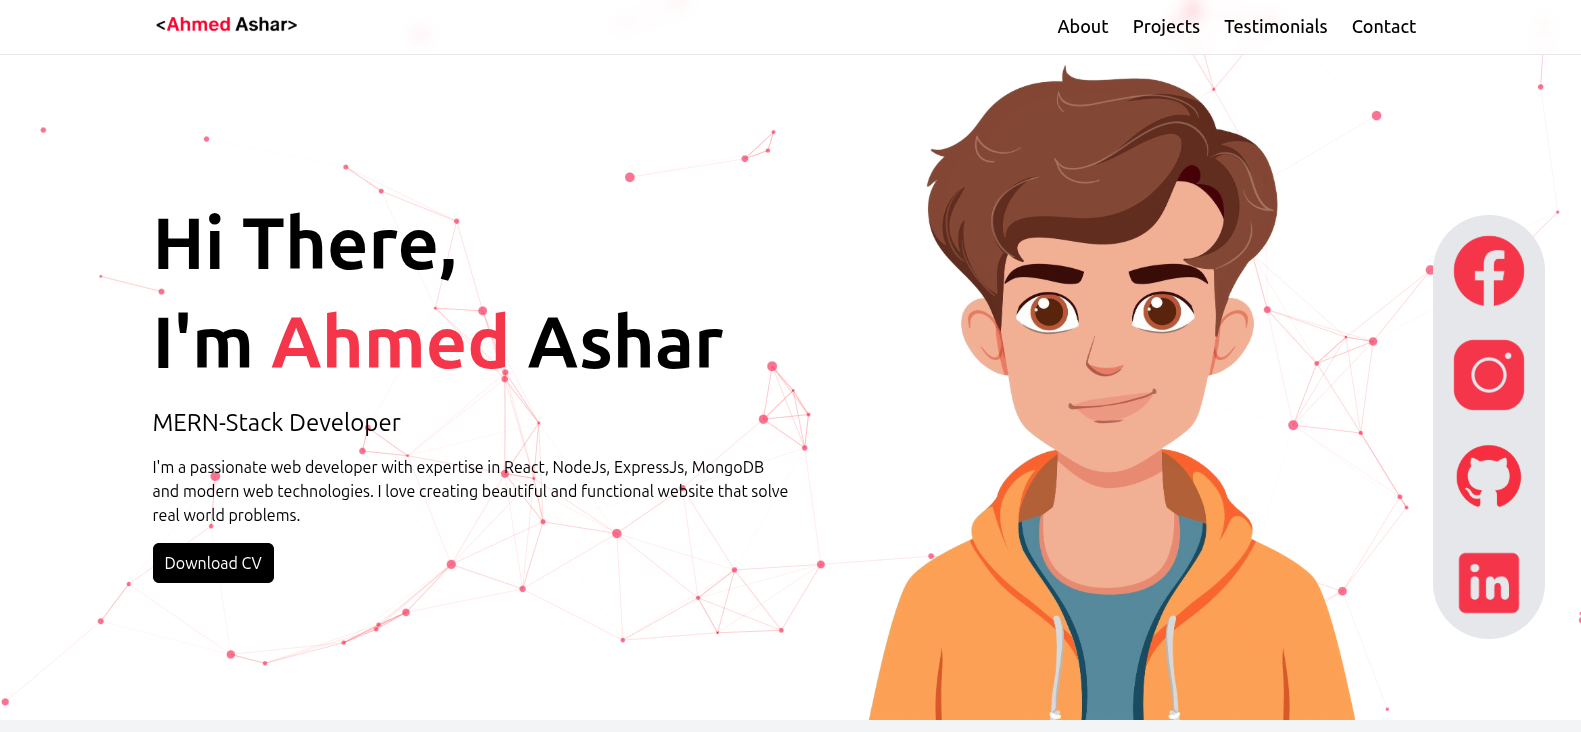 <Ahmed Ashar>
About Projects Testimonials Contact
Hi There,
I'm Ahmed Ashar
MERN-Stack Developer
I'm a passionate web developer with expertise in React, NodeJs, ExpressJs, MongoDB
and modern web technologies. I love creating beautiful and functional website that solve
real world problems.
Download CV
in